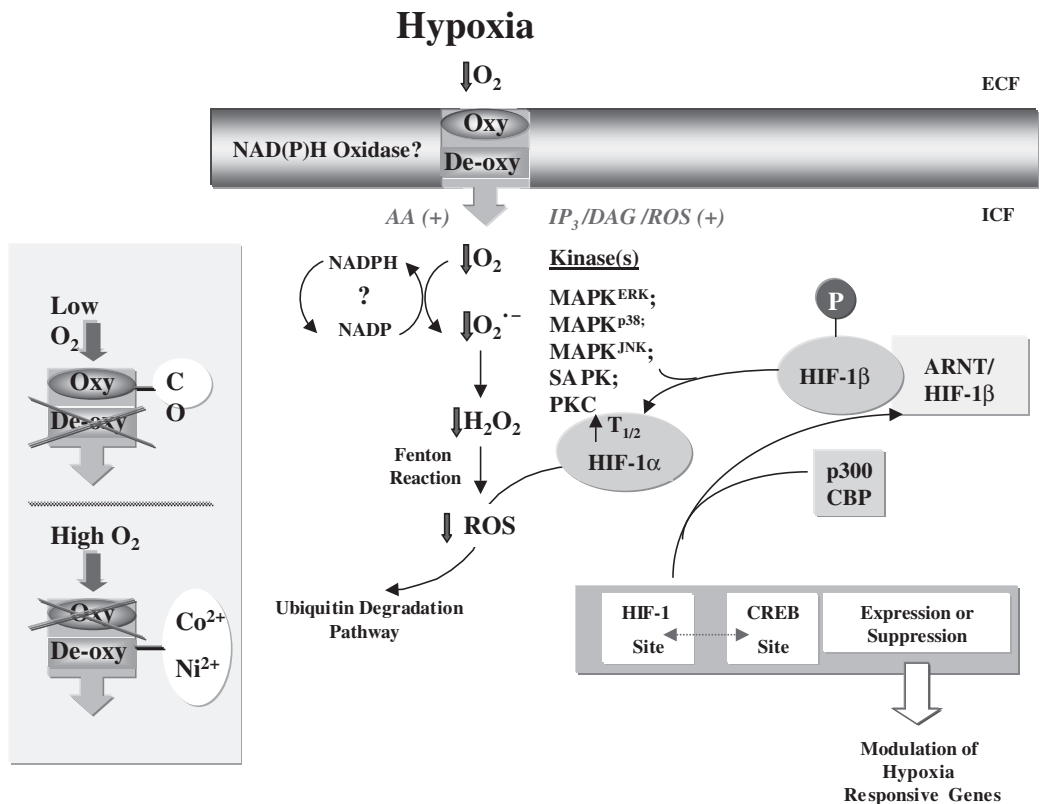 Hypoxia
O₂
ECF
Oxy
NAD(P)H Oxidase?
De-oxy
AA (+)
IP₃/DAG/ROS (+)
ICF
NADPH
?
NADP
O₂
O₂·−
H₂O₂
Fenton
Reaction
ROS
Ubiquitin Degradation
Pathway
Kinase(s)
MAPKᴱᴿᴷ;
MAPKᵖ³⁸;
MAPKᴶᴺᴷ;
SAPK;
PKC
T₁/₂
HIF-1α
P
HIF-1β
ARNT/
HIF-1β
p300
CBP
HIF-1
Site
CREB
Site
Expression or
Suppression
Modulation of
Hypoxia
Responsive Genes
Low
O₂
Oxy
C
O
De-oxy
High O₂
Oxy
De-oxy
Co²⁺
Ni²⁺